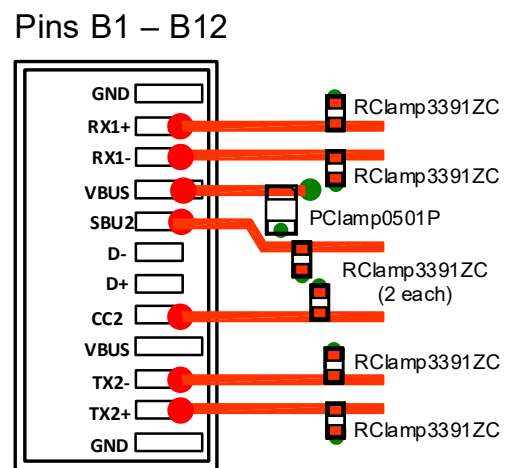 Pins B1 – B12
GND
RClamp3391ZC
RX1+
RX1-
RClamp3391ZC
VBUS
PClamp0501P
SBU2
D-
RClamp3391ZC
(2 each)
D+
CC2
VBUS
RClamp3391ZC
TX2-
TX2+
RClamp3391ZC
GND